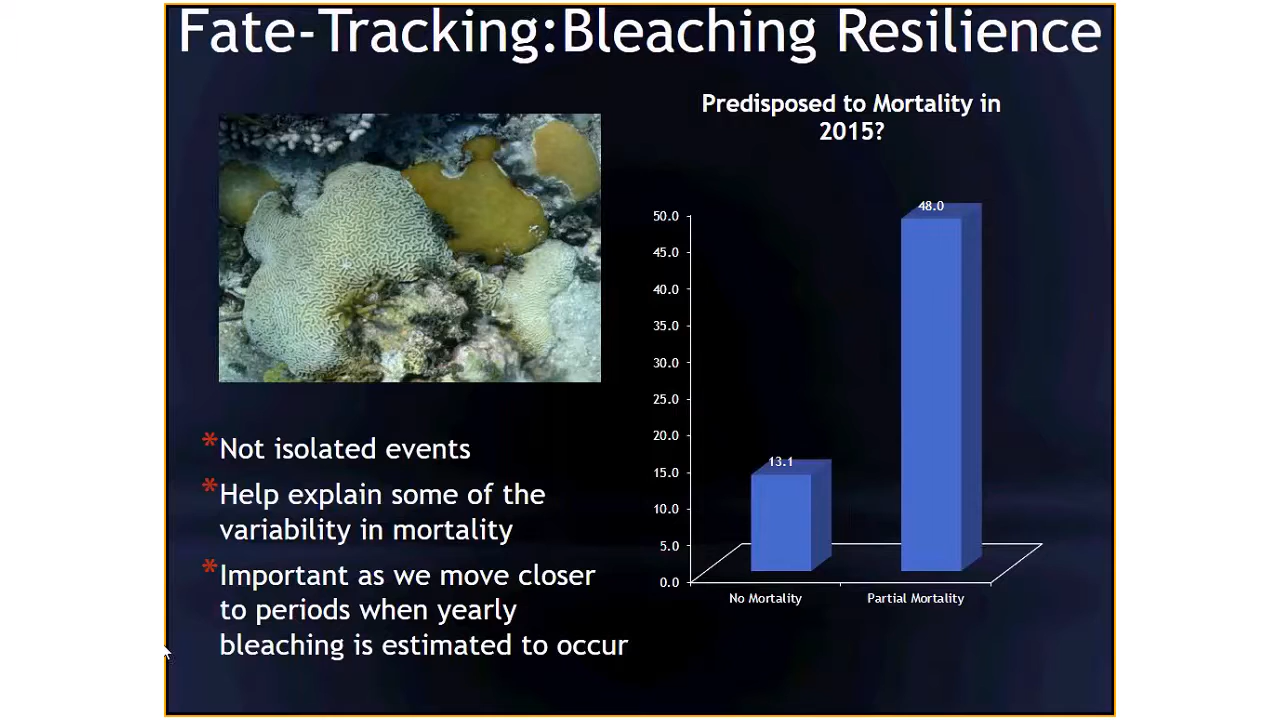 Fate-Tracking:Bleaching Resilience
Predisposed to Mortality in
2015?
50.0
45.0
40.0
35.0
30.0
25.0
20.0
15.0
10.0
5.0
0.0
48.0
13.1
No Mortality
Partial Mortality
*Not isolated events
*Help explain some of the
variability in mortality
*Important as we move closer
to periods when yearly
bleaching is estimated to occur